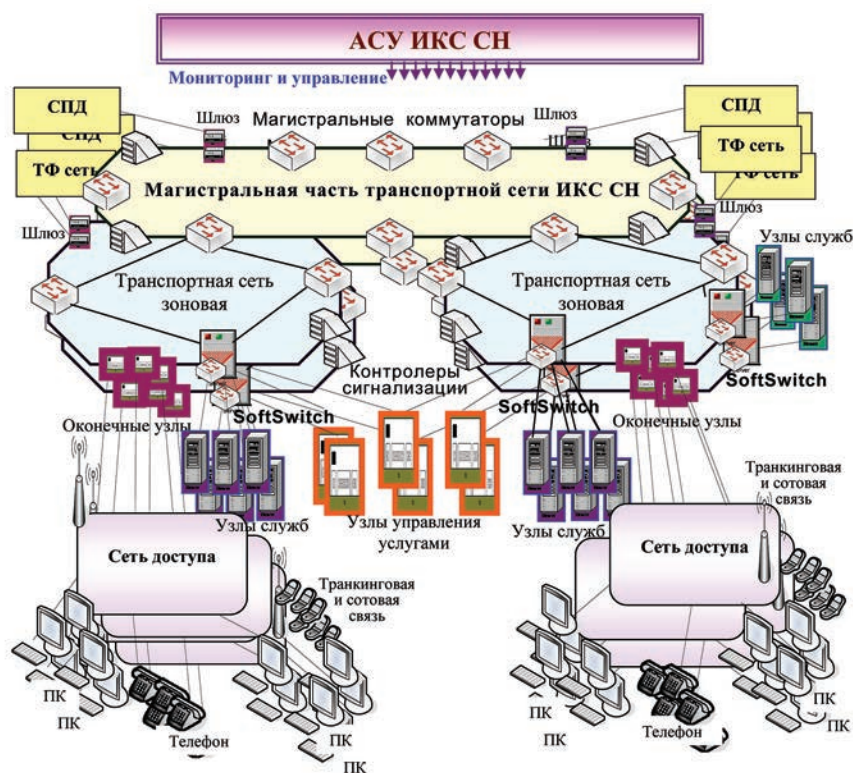 АСУ ИКС СН
Мониторинг и управление
СПД
СПД
ТФ сеть
сеть
Шлюз
Магистральные коммутаторы
Шлюз
СПД
ТФ сеть
сеть
Магистральная часть транспортной сети ИКС СН
Шлюз
Шлюз
Узлы служб
Транспортная сеть
зоновая
Транспортная сеть
зоновая
Контролеры
сигнализации
SoftSwitch
SoftSwitch
SoftSwitch
Оконечные узлы
Оконечные узлы
Узлы служб
Узлы управления
услугами
Узлы служб
Транкинговая
и сотовая
связь
Сеть доступа
Сеть доступа
Транкинговая
и сотовая
связь
ПК
ПК
Телефон
ПК
ПК
ПК
ПК
Телефон
ПК
ПК